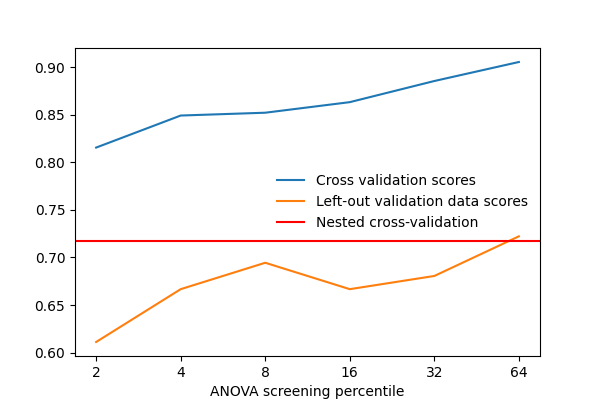 0.90
0.85
0.80
0.75
0.70
0.65
0.60
Cross validation scores
Left-out validation data scores
Nested cross-validation
2 4 8 16 32 64
ANOVA screening percentile